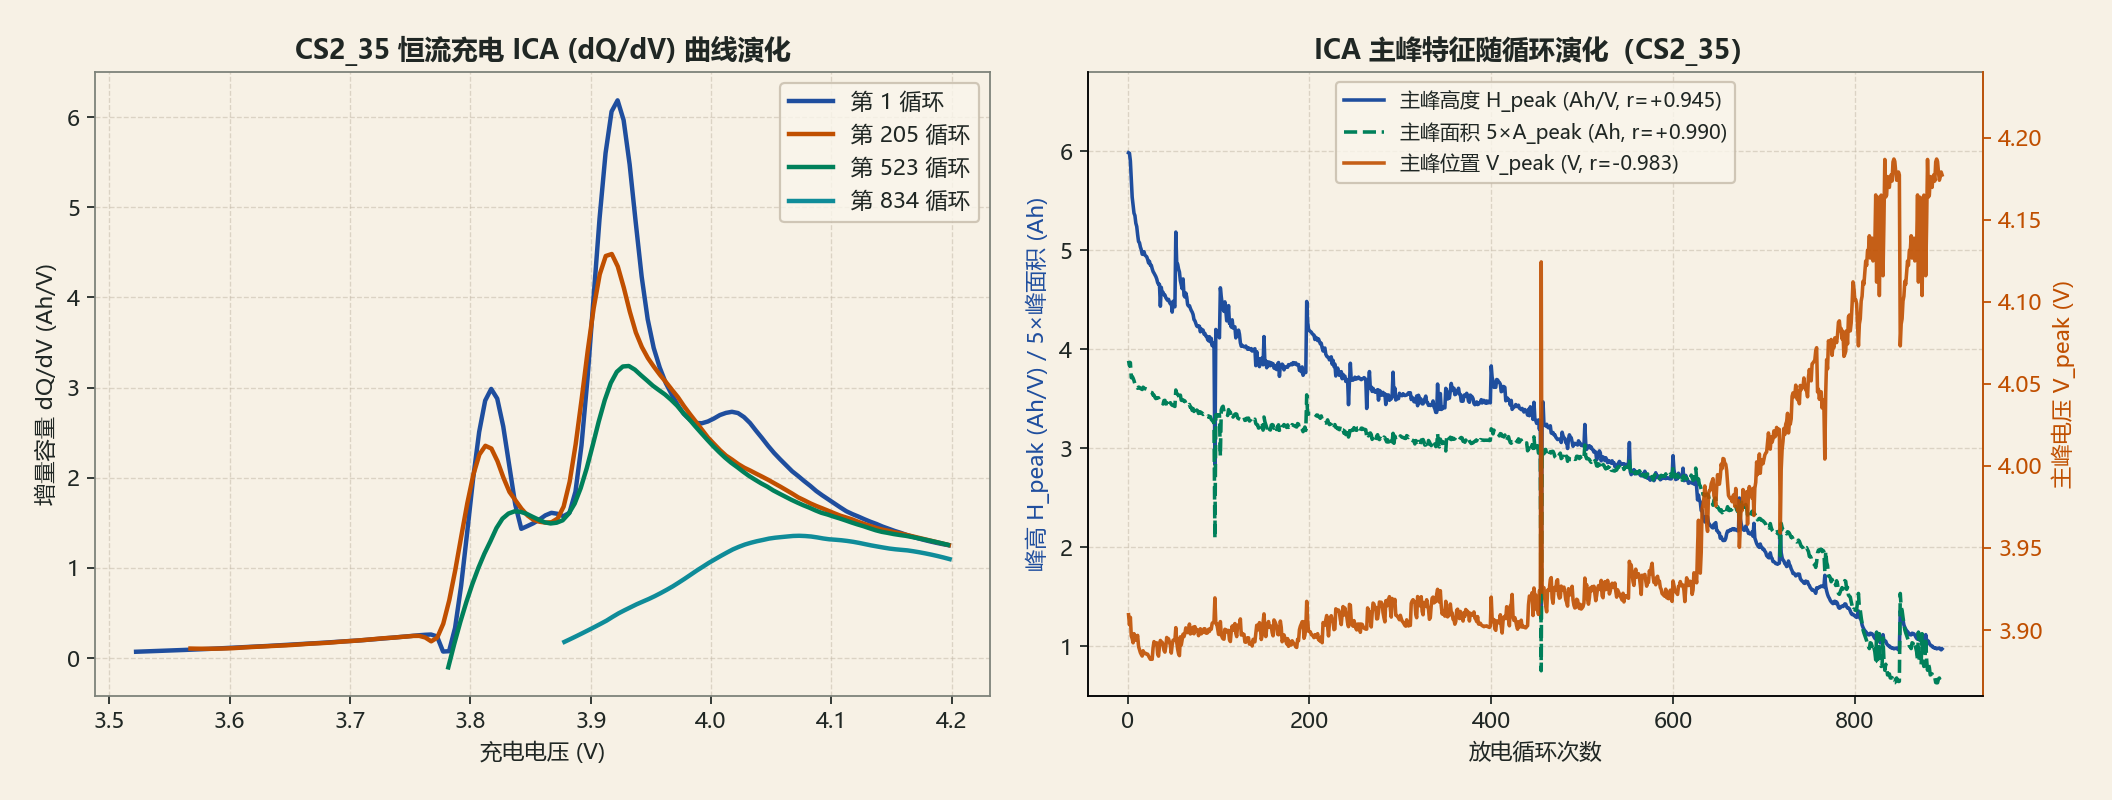 CS2_35 恒流充电 ICA (dQ/dV) 曲线演化
增量容量 dQ/dV (Ah/V)
6
5
4
3
2
1
0
第 1 循环
第 205 循环
第 523 循环
第 834 循环
3.5 3.6 3.7 3.8 3.9 4.0 4.1 4.2
充电电压 (V)
ICA 主峰特征随循环演化（CS2_35）
峰高 H_peak (Ah/V) / 5×峰面积 (Ah)
6
5
4
3
2
1
主峰高度 H_peak (Ah/V, r=+0.945)
主峰面积 5×A_peak (Ah, r=+0.990)
主峰位置 V_peak (V, r=-0.983)
4.20
4.15
4.10
4.05
4.00
3.95
3.90
主峰电压 V_peak (V)
0 200 400 600 800
放电循环次数